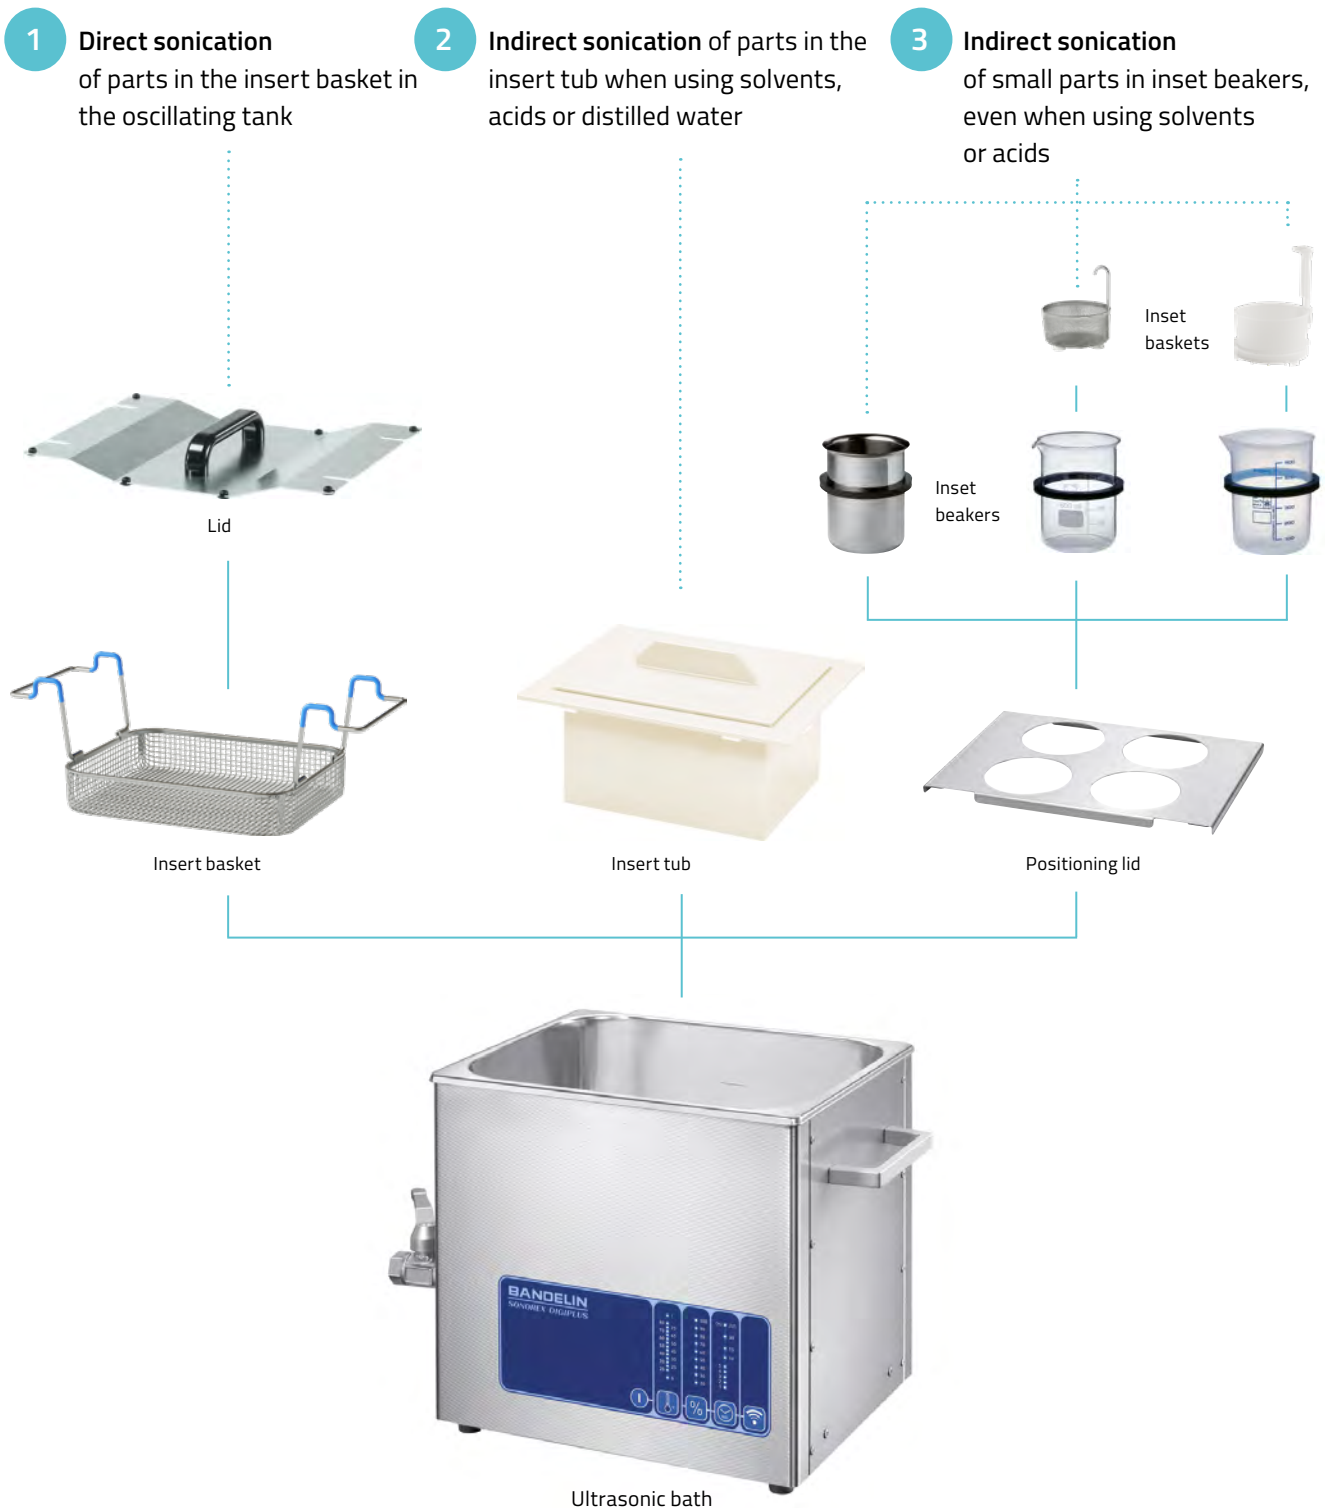 1
Direct sonication
of parts in the insert basket in
the oscillating tank
2
Indirect sonication of parts in the
insert tub when using solvents,
acids or distilled water
3
Indirect sonication
of small parts in inset beakers,
even when using solvents
or acids
Inset
baskets
Inset
beakers
Lid
Insert basket
Insert tub
Positioning lid
BANDELIN
SONOREX DIGIPLUS
%
Ultrasonic bath